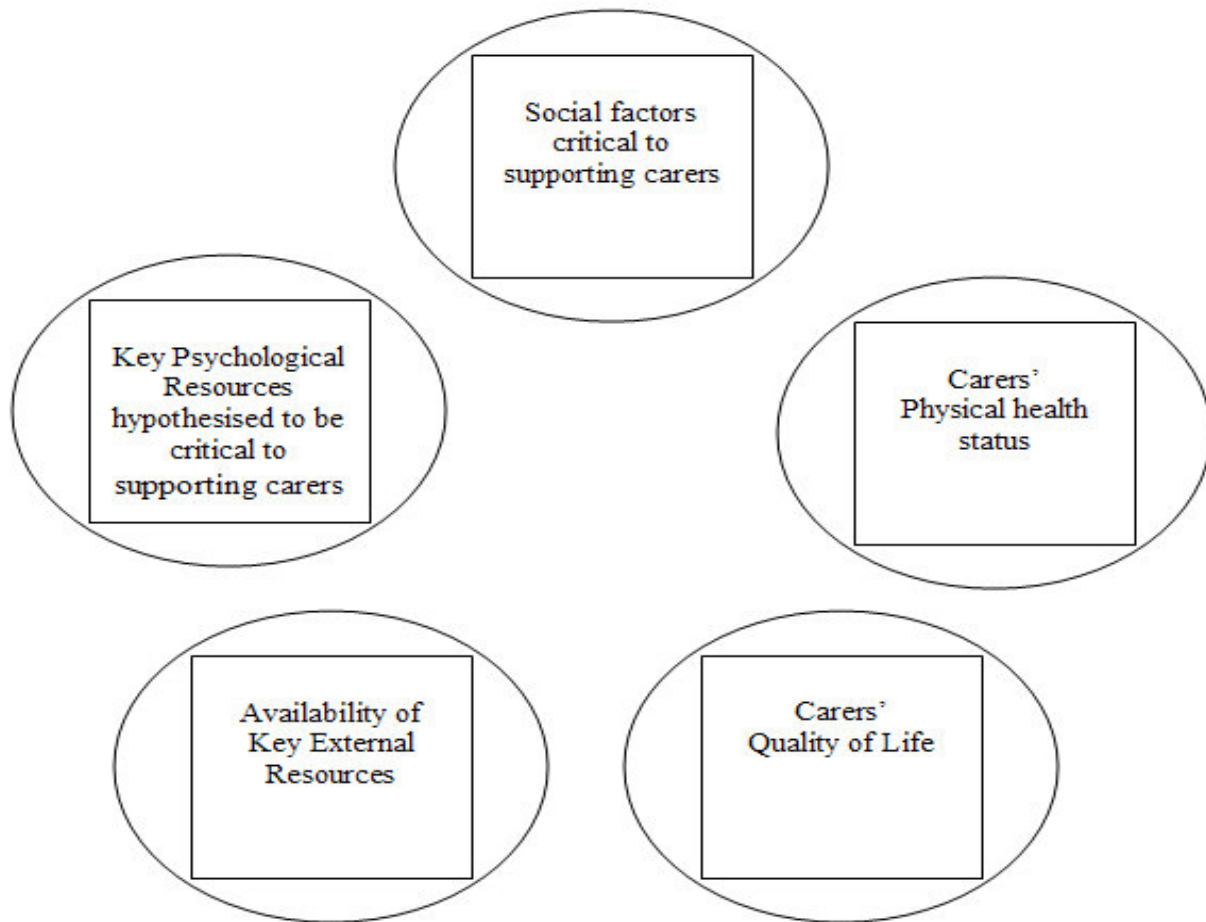 Social factors
critical to
supporting carers
Key Psychological
Resources
hypothesised to be
critical to
supporting carers
Carers’
Physical health
status
Availability of
Key External
Resources
Carers’
Quality of Life